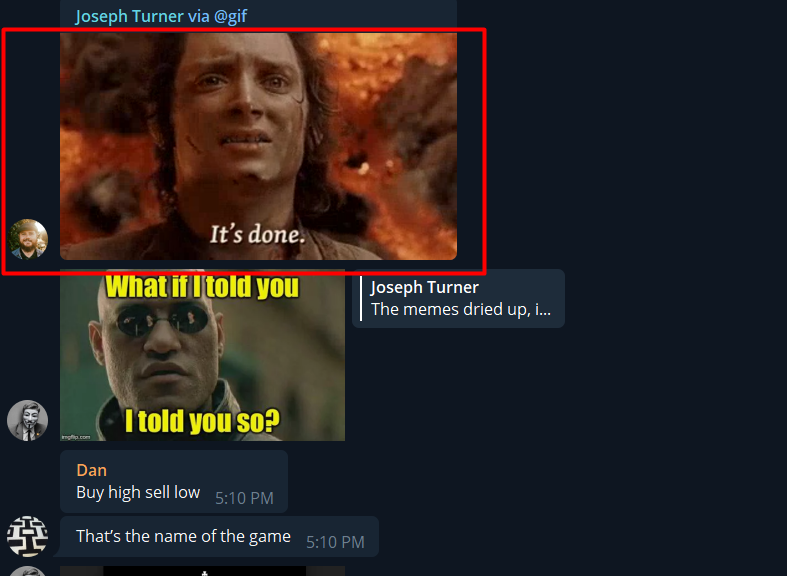 Joseph Turner via @gif
It's done.
What if I told you
I told you so?
imgflip.com
Joseph Turner
The memes dried up, i...
Dan
Buy high sell low 5:10 PM
That's the name of the game 5:10 PM